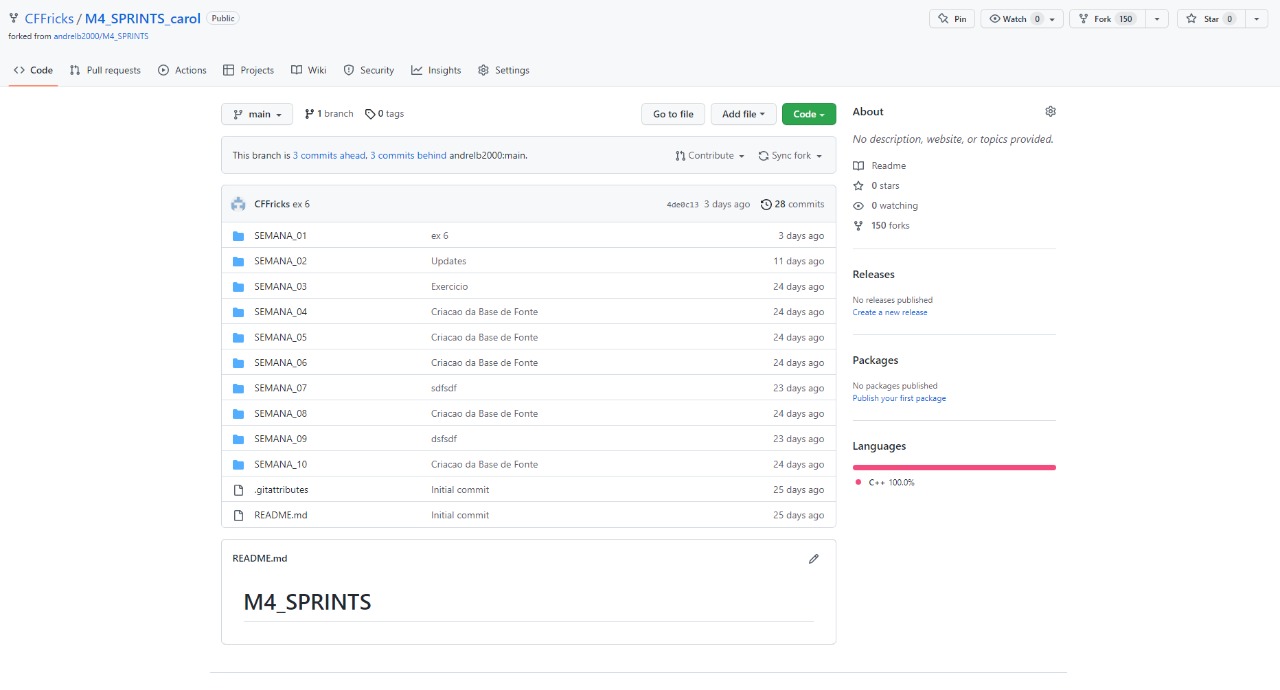 CFFricks / M4_SPRINTS_carol Public
Pin Watch 0 Fork 150 Star 0
forked from andrelb2000/M4_SPRINTS
<> Code Pull requests Actions Projects Wiki Security Insights Settings
main 1 branch 0 tags Go to file Add file Code
This branch is 3 commits ahead, 3 commits behind andrelb2000:main. Contribute Sync fork
CFFricks ex 6 4de0c13 3 days ago 28 commits
SEMANA_01 ex 6 3 days ago
SEMANA_02 Updates 11 days ago
SEMANA_03 Exercicio 24 days ago
SEMANA_04 Criacao da Base de Fonte 24 days ago
SEMANA_05 Criacao da Base de Fonte 24 days ago
SEMANA_06 Criacao da Base de Fonte 24 days ago
SEMANA_07 sdfsdf 23 days ago
SEMANA_08 Criacao da Base de Fonte 24 days ago
SEMANA_09 dsfsdf 23 days ago
SEMANA_10 Criacao da Base de Fonte 24 days ago
.gitattributes Initial commit 25 days ago
README.md Initial commit 25 days ago
README.md
M4_SPRINTS
About
No description, website, or topics provided.
Readme
0 stars
0 watching
150 forks
Releases
No releases published
Create a new release
Packages
No packages published
Publish your first package
Languages
C++ 100.0%